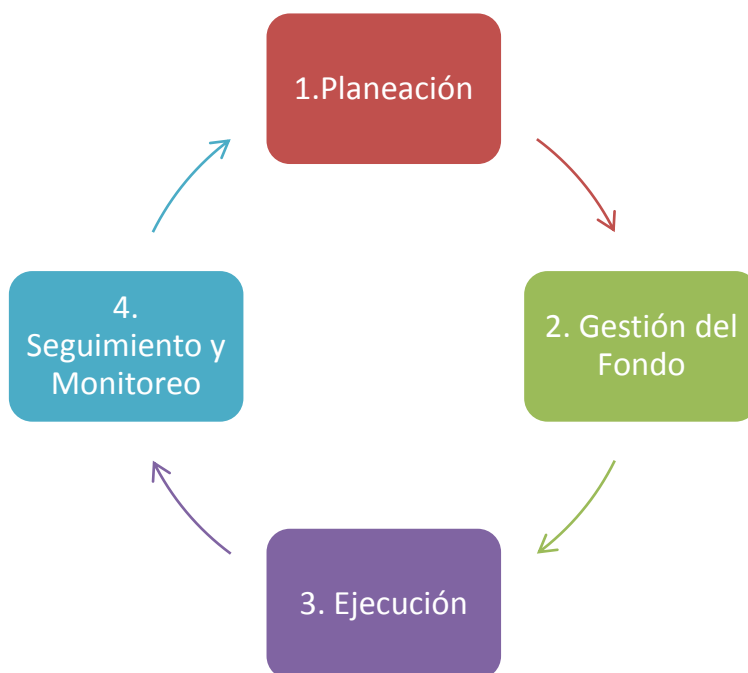 1.Planeación
2. Gestión del
Fondo
3. Ejecución
4.
Seguimiento y
Monitoreo